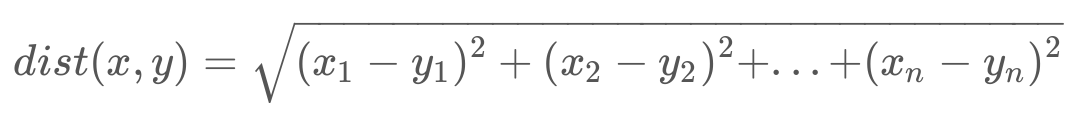 dist(x, y) = √((x₁ − y₁)² + (x₂ − y₂)²+...+(xₙ − yₙ)²)